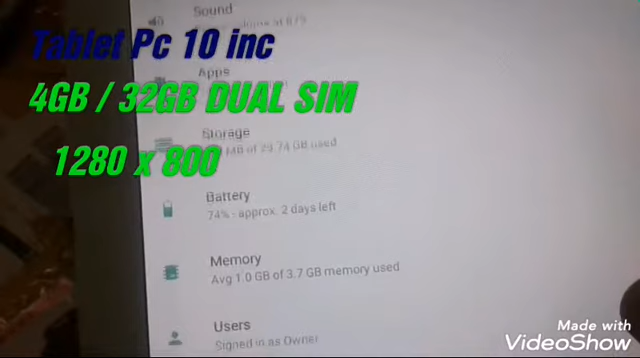 Sound
at 87%
Tablet Pc 10 inc
Apps
4GB / 32GB DUAL SIM
Storage
MB of 29.74 GB used
1280 x 800
Battery
74% - approx. 2 days left
Memory
Avg 1.0 GB of 3.7 GB memory used
Users
Signed in as Owner
Made with
VideoShow